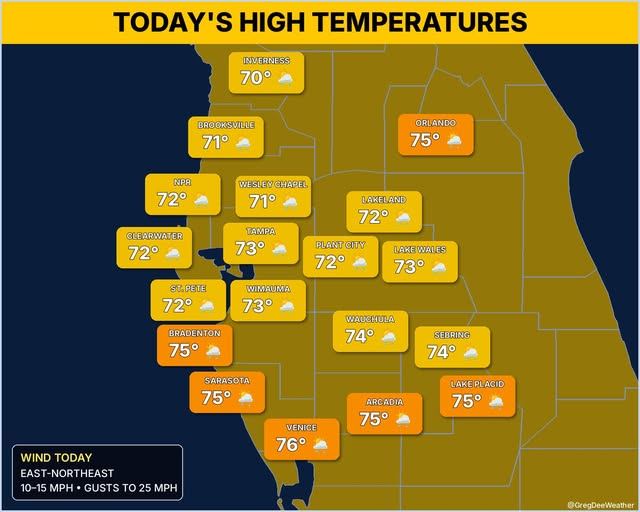 TODAY'S HIGH TEMPERATURES
INVERNESS
70°
BROOKSVILLE
71°
ORLANDO
75°
NPR
72°
WESLEY CHAPEL
71°
LAKELAND
72°
CLEARWATER
72°
TAMPA
73°
PLANT CITY
72°
LAKE WALES
73°
ST. PETE
72°
WIMAUMA
73°
WAUCHULA
74°
BRADENTON
75°
SEBRING
74°
SARASOTA
75°
ARCADIA
75°
LAKE PLACID
75°
VENICE
76°
WIND TODAY
EAST-NORTHEAST
10–15 MPH • GUSTS TO 25 MPH
@GregDeeWeather